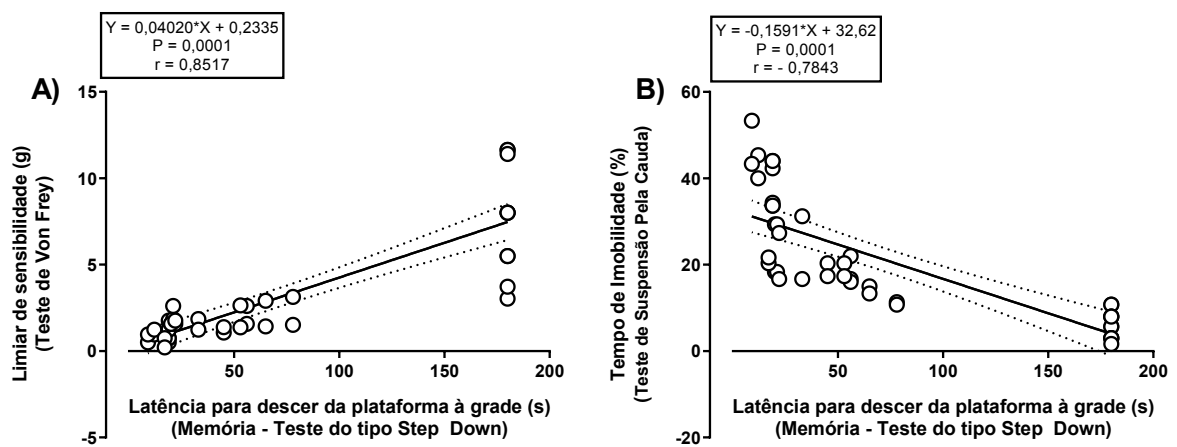 Y = 0,04020*X + 0,2335
P = 0,0001
r = 0,8517
A)
15
10
5
0
-5
50
100
150
200
Limiar de sensibilidade (g)
(Teste de Von Frey)
Latência para descer da plataforma à grade (s)
(Memória - Teste do tipo Step Down)
Y = -0,1591*X + 32,62
P = 0,0001
r = - 0,7843
B)
60
40
20
0
-20
50
100
150
200
Tempo de Imobilidade (%)
(Teste de Suspensão Pela Cauda)
Latência para descer da plataforma à grade (s)
(Memória - Teste do tipo Step Down)